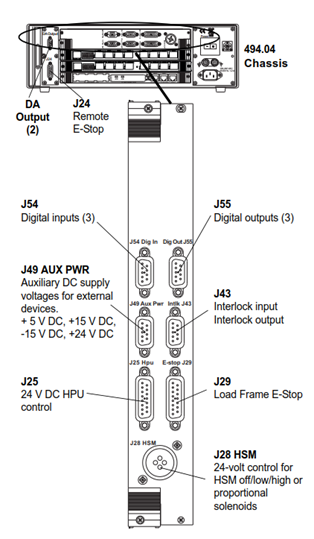 494.04
Chassis
DA
Output
(2)
J24
Remote
E-Stop
J54
Digital inputs (3)
J55
Digital outputs (3)
J54 Dig In Dig Out J55
J49 AUX PWR
Auxiliary DC supply
voltages for external
devices.
+ 5 V DC, +15 V DC,
-15 V DC, +24 V DC
J49 Aux Pwr Intlk J43
J43
Interlock input
Interlock output
J25 Hpu E-stop J29
J25
24 V DC HPU
control
J29
Load Frame E-Stop
J28 HSM
J28 HSM
24-volt control for
HSM off/low/high or
proportional
solenoids